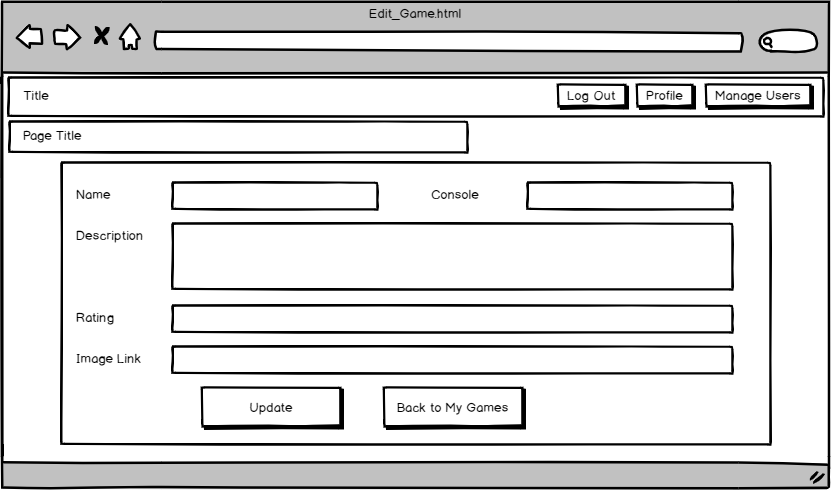 Edit_Game.html
Title
Log Out
Profile
Manage Users
Page Title
Name
Console
Description
Rating
Image Link
Update
Back to My Games